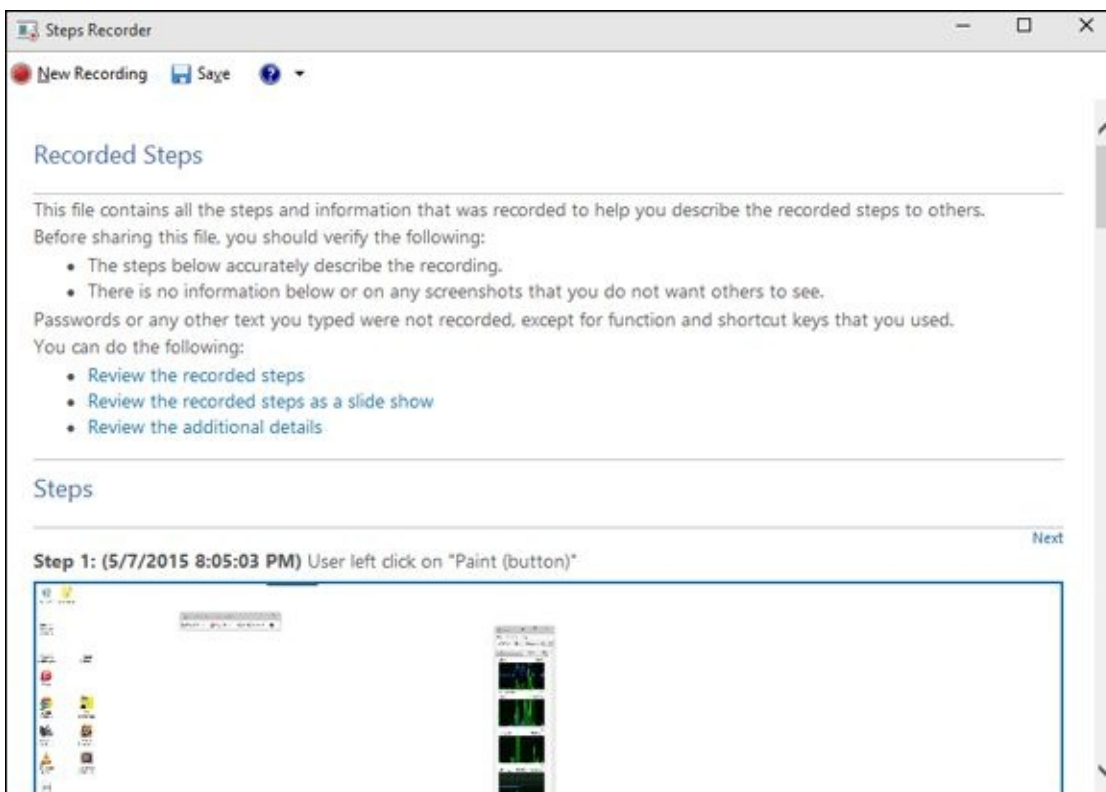 Steps Recorder
New Recording Save
Recorded Steps
This file contains all the steps and information that was recorded to help you describe the recorded steps to others.
Before sharing this file, you should verify the following:
• The steps below accurately describe the recording.
• There is no information below or on any screenshots that you do not want others to see.
Passwords or any other text you typed were not recorded, except for function and shortcut keys that you used.
You can do the following:
• Review the recorded steps
• Review the recorded steps as a slide show
• Review the additional details
Steps
Next
Step 1: (5/7/2015 8:05:03 PM) User left click on "Paint (button)"